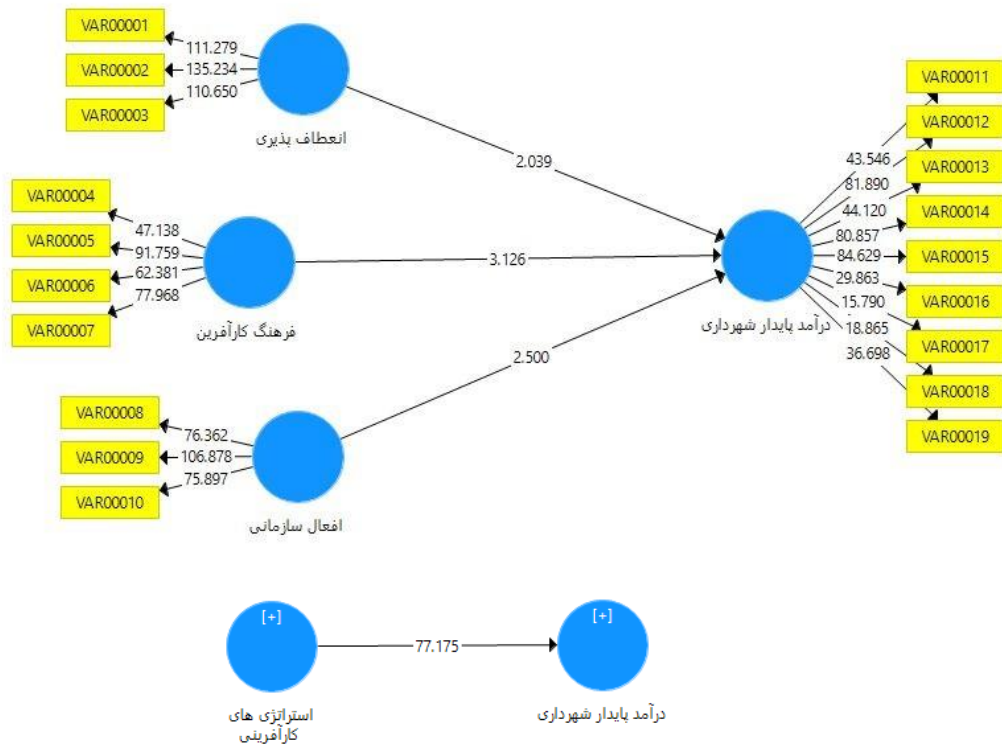 VAR00001
VAR00002
VAR00003
111.279
135.234
110.650
انعطاف پذیری
2.039
VAR00004
VAR00005
VAR00006
VAR00007
47.138
91.759
62.381
77.968
فرهنگ کارآفرین
3.126
VAR00008
VAR00009
VAR00010
76.362
106.878
75.897
افعال سازمانی
2.500
درآمد پایدار شهرداری
43.546
81.890
44.120
80.857
84.629
29.863
15.790
18.865
36.698
VAR00011
VAR00012
VAR00013
VAR00014
VAR00015
VAR00016
VAR00017
VAR00018
VAR00019
[+]
استراتژی های
کارآفرینی
77.175
[+]
درآمد پایدار شهرداری